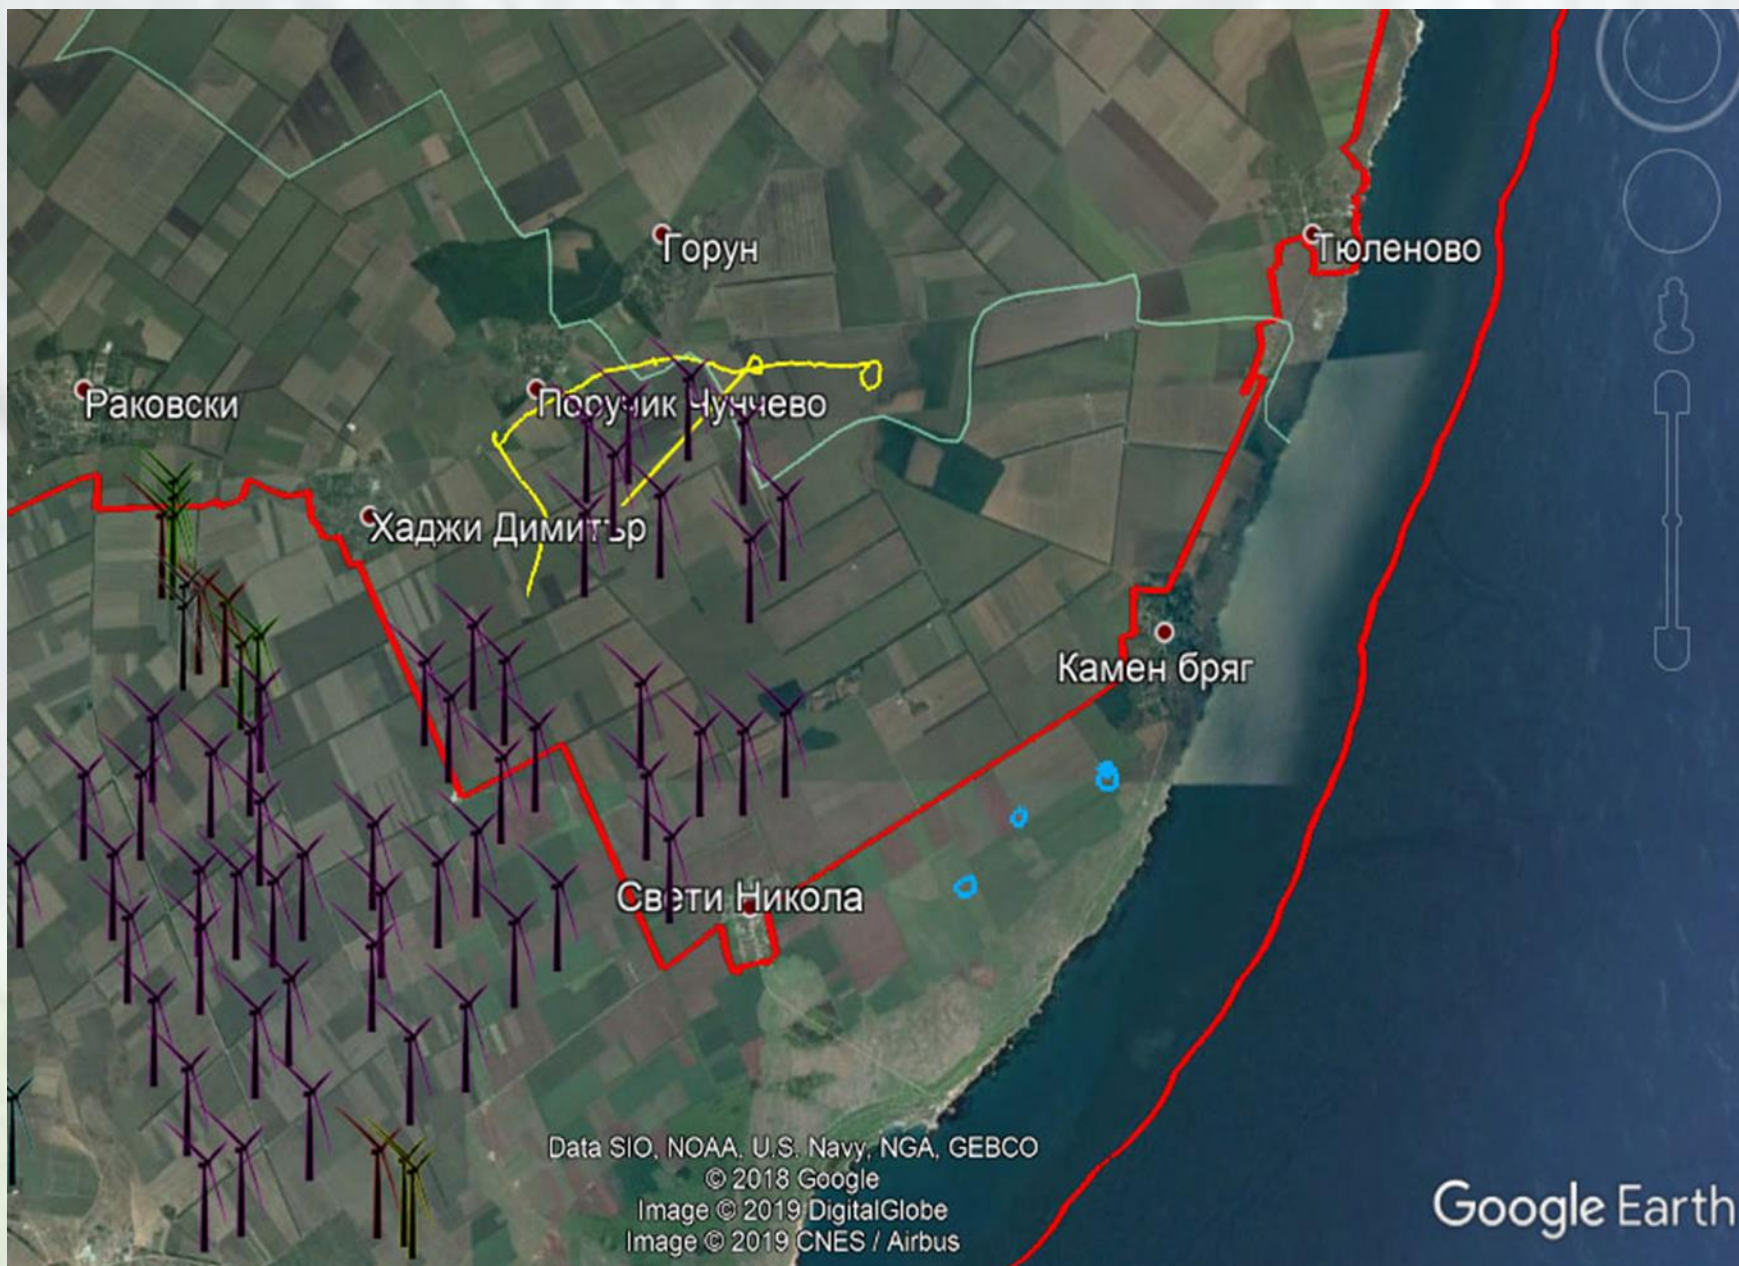 Горун
Тюленово
Раковски
Поручик Чунчево
Хаджи Димитър
Камен бряг
Свети Никола
Data SIO, NOAA, U.S. Navy, NGA, GEBCO
© 2018 Google
Image © 2019 DigitalGlobe
Image © 2019 CNES / Airbus
Google Earth